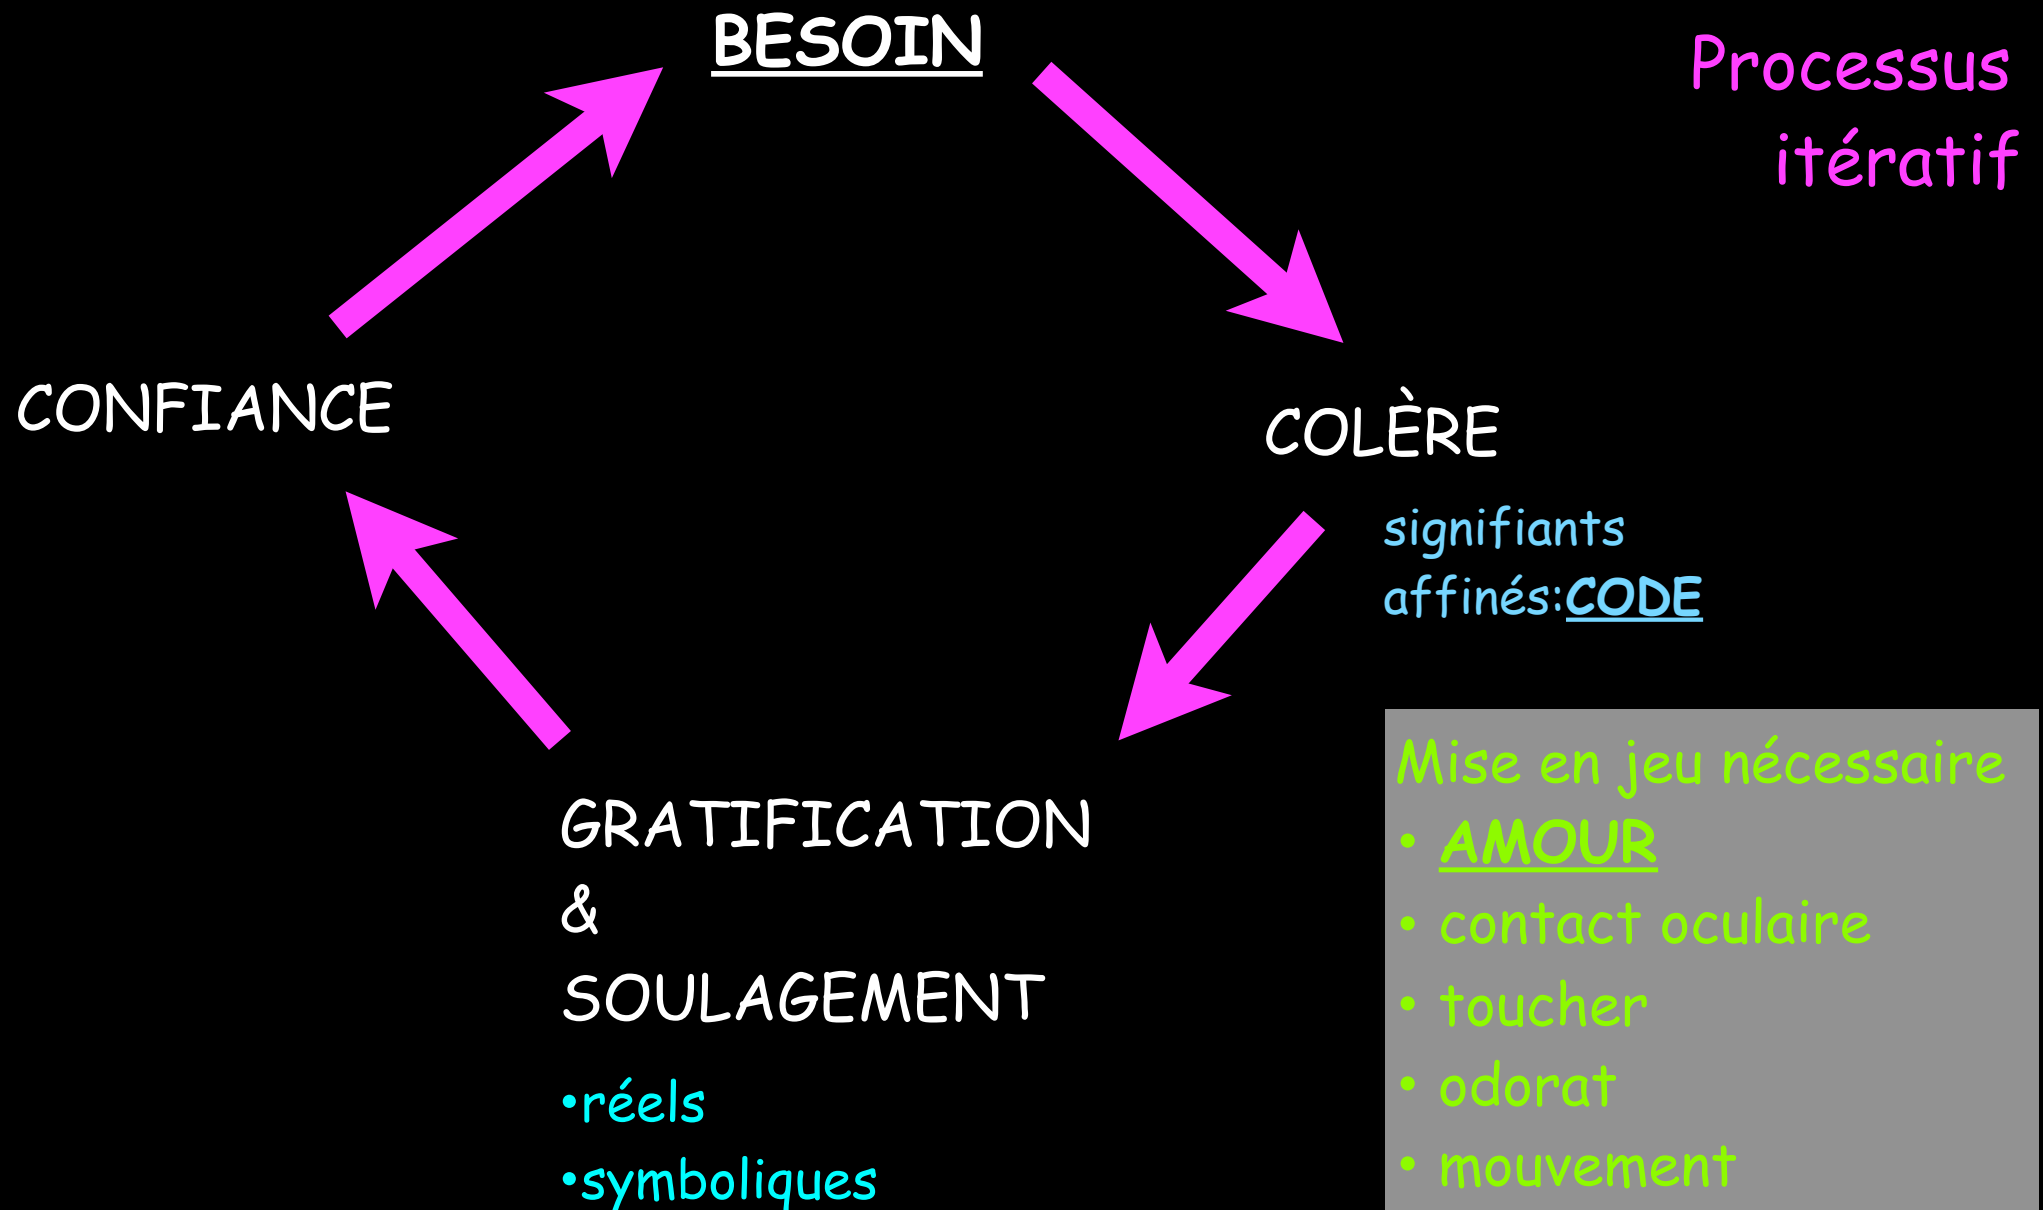 BESOIN
Processus
itératif
CONFIANCE
COLÈRE
signifiants
affinés:CODE
GRATIFICATION
&
SOULAGEMENT
•réels
•symboliques
Mise en jeu nécessaire
• AMOUR
• contact oculaire
• toucher
• odorat
• mouvement